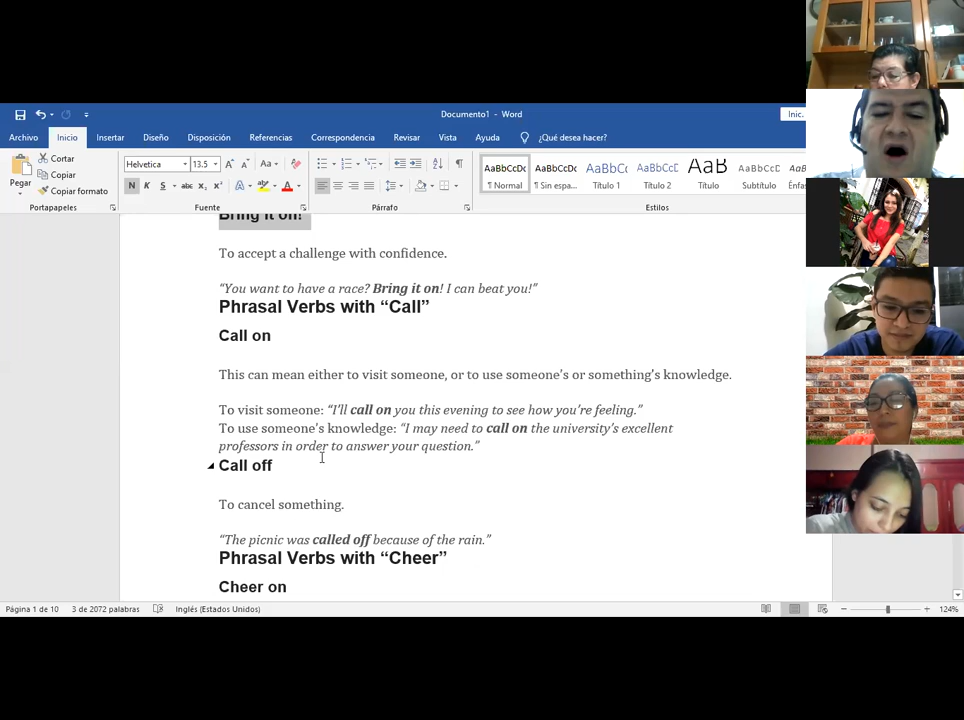 Documento1 - Word
Inic.
Archivo Inicio Insertar Diseño Disposición Referencias Correspondencia Revisar Vista Ayuda ¿Qué desea hacer?
Pegar
Cortar
Copiar
Copiar formato
Portapapeles
Helvetica 13.5
N K S abc
Fuente
Párrafo
AaBbCcDc AaBbCcDc AaBbCcDc AaBbCcD AaB AaBbCcD
¶ Normal ¶ Sin espa... Título 1 Título 2 Título Subtítulo Énfas
Estilos
Bring it on!
To accept a challenge with confidence.
“You want to have a race? Bring it on! I can beat you!”
Phrasal Verbs with “Call”
Call on
This can mean either to visit someone, or to use someone’s or something’s knowledge.
To visit someone: “I’ll call on you this evening to see how you’re feeling.”
To use someone’s knowledge: “I may need to call on the university’s excellent
professors in order to answer your question.”
Call off
To cancel something.
“The picnic was called off because of the rain.”
Phrasal Verbs with “Cheer”
Cheer on
Página 1 de 10 3 de 2072 palabras Inglés (Estados Unidos) 124%